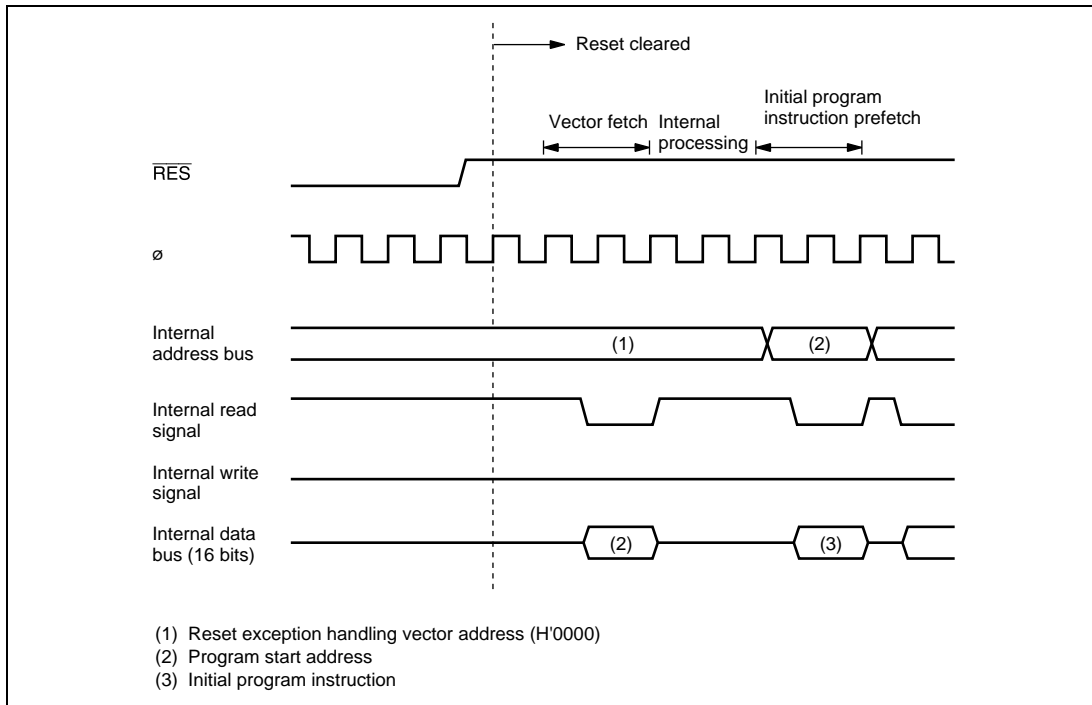 Reset cleared
Vector fetch
Internal
processing
Initial program
instruction prefetch
RES
ø
Internal
address bus
(1)
(2)
Internal read
signal
Internal write
signal
Internal data
bus (16 bits)
(2)
(3)
(1) Reset exception handling vector address (H'0000)
(2) Program start address
(3) Initial program instruction